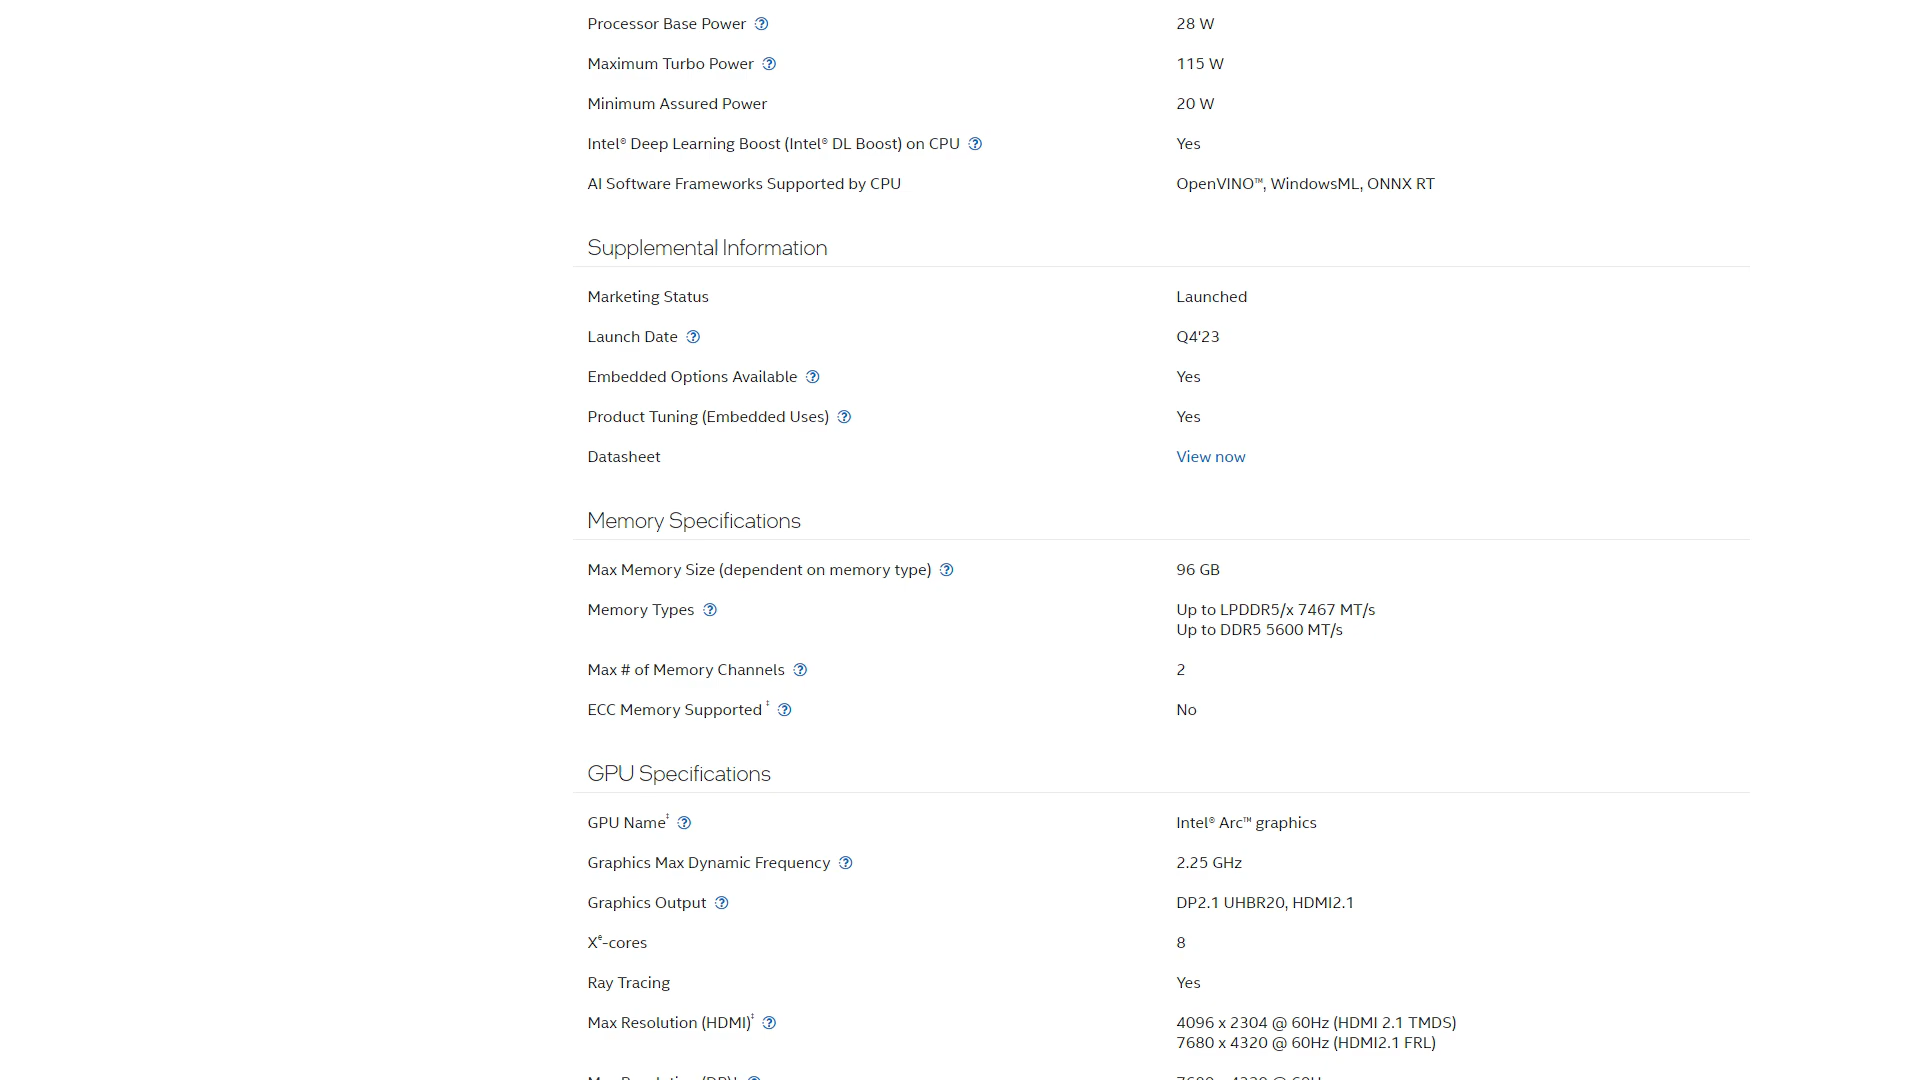 Processor Base Power 28 W
Maximum Turbo Power 115 W
Minimum Assured Power 20 W
Intel® Deep Learning Boost (Intel® DL Boost) on CPU Yes
AI Software Frameworks Supported by CPU OpenVINO™, WindowsML, ONNX RT
Supplemental Information
Marketing Status Launched
Launch Date Q4'23
Embedded Options Available Yes
Product Tuning (Embedded Uses) Yes
Datasheet View now
Memory Specifications
Max Memory Size (dependent on memory type) 96 GB
Memory Types Up to LPDDR5/x 7467 MT/s
Up to DDR5 5600 MT/s
Max # of Memory Channels 2
ECC Memory Supported ‡ No
GPU Specifications
GPU Name‡ Intel® Arc™ graphics
Graphics Max Dynamic Frequency 2.25 GHz
Graphics Output DP2.1 UHBR20, HDMI2.1
Xᵉ-cores 8
Ray Tracing Yes
Max Resolution (HDMI)‡ 4096 x 2304 @ 60Hz (HDMI 2.1 TMDS)
7680 x 4320 @ 60Hz (HDMI2.1 FRL)